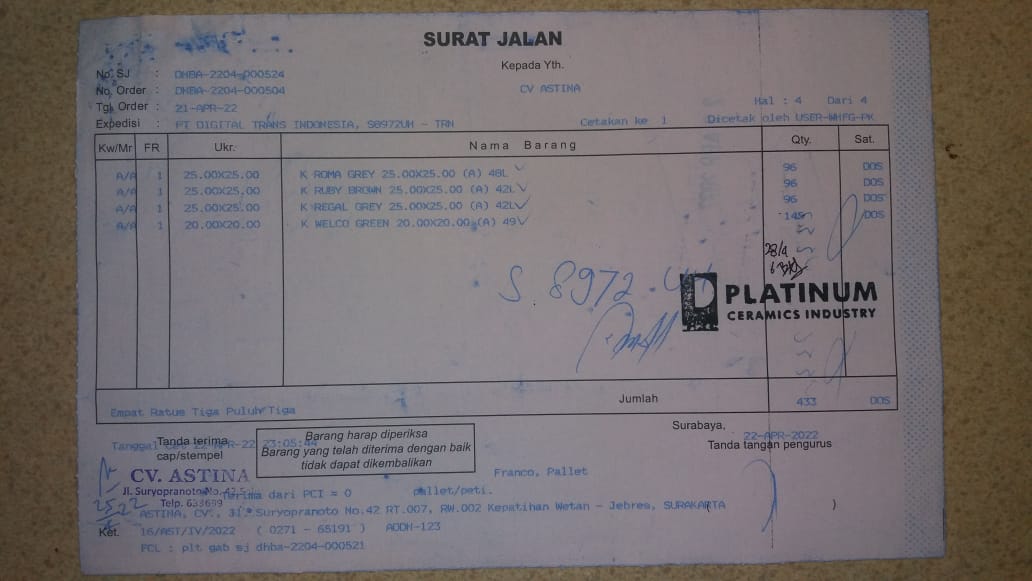 SURAT JALAN
Kepada Yth.
CV ASTINA
No. SJ : DHBA-2204-000524
No. Order : DHBA-2204-000504
Tgl. Order : 21-APR-22
Hal : 4 Dari 4
Expedisi : PT DIGITAL TRANS INDONESIA, S8972UH - TRN
Cetakan ke 1 Dicetak oleh USER-WHFG-PK
Kw/Mr FR Ukr. Nama Barang Qty. Sat.
A/A 1 25.00X25.00 K ROMA GREY 25.00X25.00 (A) 48L 96 DOS
A/A 1 25.00X25.00 K RUBY BROWN 25.00X25.00 (A) 42L 96 DOS
A/A 1 25.00X25.00 K REGAL GREY 25.00X25.00 (A) 42L 96 DOS
A/A 1 20.00X20.00 K WELCO GREEN 20.00X20.00 (A) 49 145 DOS
28/4
S 8972
PLATINUM
CERAMICS INDUSTRY
Jumlah 433 DOS
Empat Ratus Tiga Puluh Tiga
Surabaya, 22-APR-2022
Tanda tangan pengurus
Tanggal 22-APR-22 23:05:44
Tanda terima
cap/stempel
Barang harap diperiksa
Barang yang telah diterima dengan baik
tidak dapat dikembalikan
CV. ASTINA
Jl. Suryopranoto No. 42
Telp. 633699
Franco, Pallet
Terima dari PCI = 0 pallet/peti.
ASTINA, CV., Jl. Suryopranoto No.42 RT.007, RW.002 Kepatihan Wetan - Jebres, SURAKARTA
( )
Ket. 16/AST/IV/2022 ( 0271 - 65191 ) ADDH-123
FCL : plt gab sj dhba-2204-000521